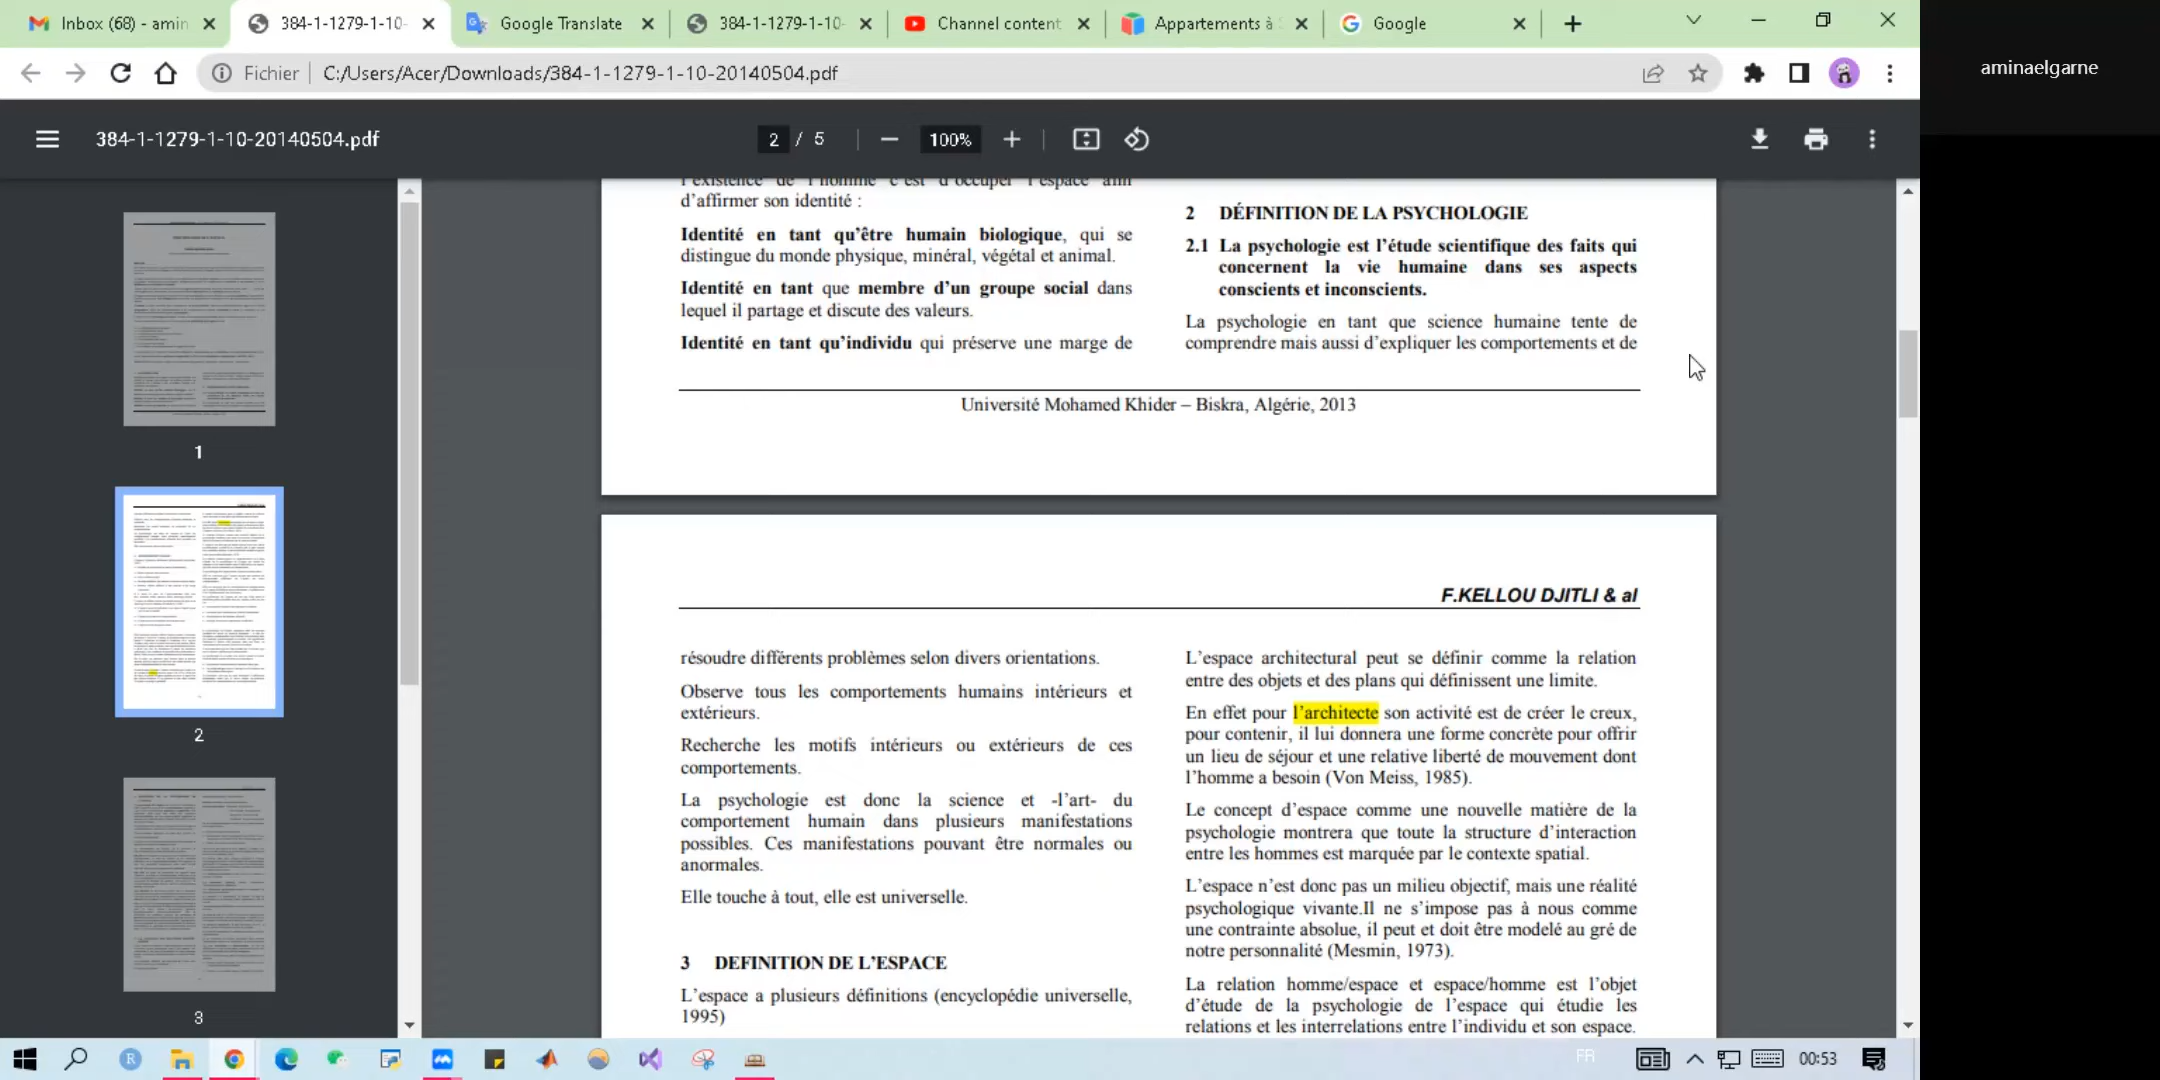 Inbox (68) - amin
384-1-1279-1-10-
Google Translate
384-1-1279-1-10-
Channel content
Appartements à
Google
aminaelgarne
Fichier
C:/Users/Acer/Downloads/384-1-1279-1-10-20140504.pdf
384-1-1279-1-10-20140504.pdf
2 / 5
100%
1
2
3
l'existence de l'homme c'est d'occuper l'espace afin
d'affirmer son identité :
Identité en tant qu'être humain biologique, qui se
distingue du monde physique, minéral, végétal et animal.
Identité en tant que membre d'un groupe social dans
lequel il partage et discute des valeurs.
Identité en tant qu'individu qui préserve une marge de
2 DÉFINITION DE LA PSYCHOLOGIE
2.1 La psychologie est l'étude scientifique des faits qui
concernent la vie humaine dans ses aspects
conscients et inconscients.
La psychologie en tant que science humaine tente de
comprendre mais aussi d'expliquer les comportements et de
Université Mohamed Khider – Biskra, Algérie, 2013
F.KELLOU DJITLI & al
résoudre différents problèmes selon divers orientations.
Observe tous les comportements humains intérieurs et
extérieurs.
Recherche les motifs intérieurs ou extérieurs de ces
comportements.
La psychologie est donc la science et -l'art- du
comportement humain dans plusieurs manifestations
possibles. Ces manifestations pouvant être normales ou
anormales.
Elle touche à tout, elle est universelle.
3 DEFINITION DE L'ESPACE
L'espace a plusieurs définitions (encyclopédie universelle,
1995)
L'espace architectural peut se définir comme la relation
entre des objets et des plans qui définissent une limite.
En effet pour l'architecte son activité est de créer le creux,
pour contenir, il lui donnera une forme concrète pour offrir
un lieu de séjour et une relative liberté de mouvement dont
l'homme a besoin (Von Meiss, 1985).
Le concept d'espace comme une nouvelle matière de la
psychologie montrera que toute la structure d'interaction
entre les hommes est marquée par le contexte spatial.
L'espace n'est donc pas un milieu objectif, mais une réalité
psychologique vivante.Il ne s'impose pas à nous comme
une contrainte absolue, il peut et doit être modelé au gré de
notre personnalité (Mesmin, 1973).
La relation homme/espace et espace/homme est l'objet
d'étude de la psychologie de l'espace qui étudie les
relations et les interrelations entre l'individu et son espace.
FR
00:53